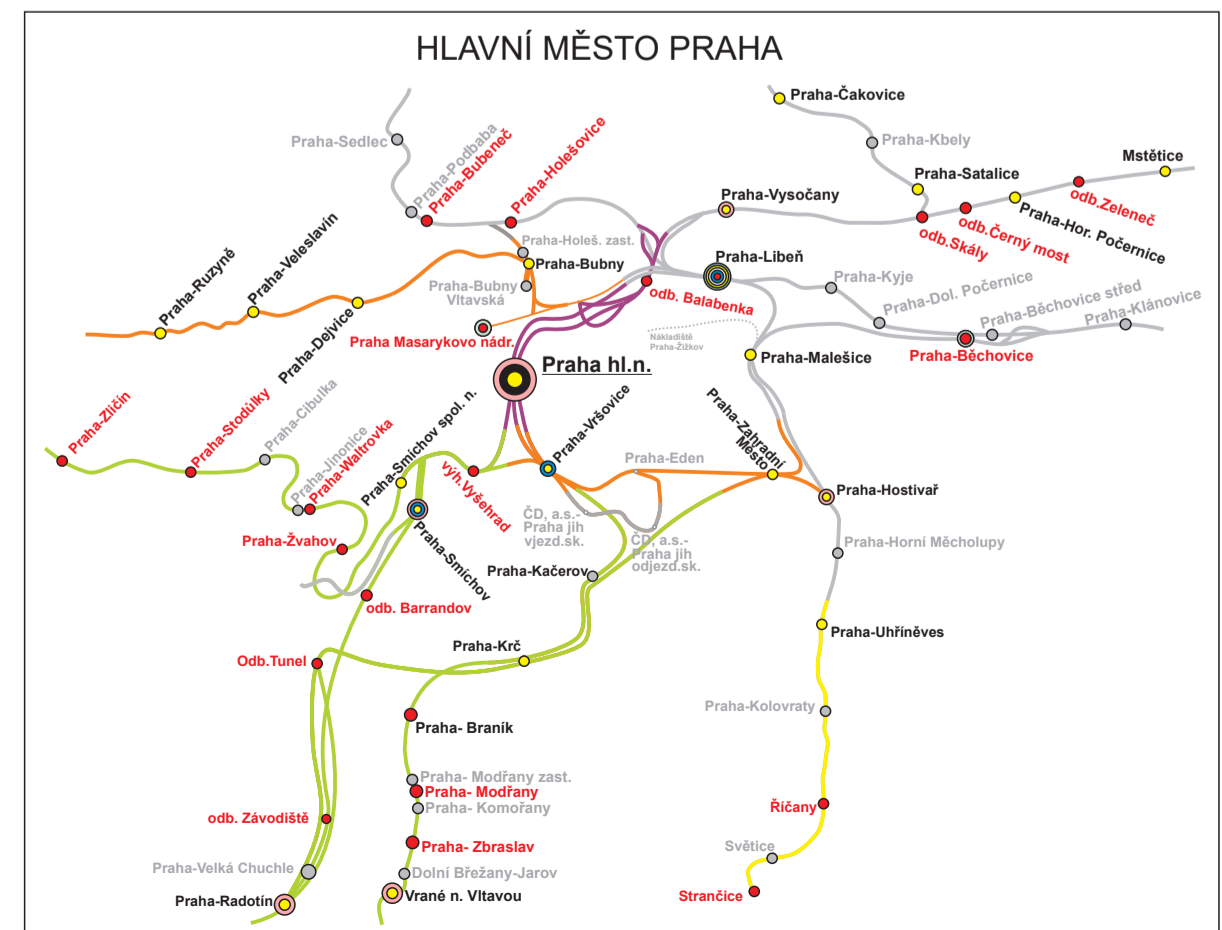 HLAVNÍ MĚSTO PRAHA
Praha-Čakovice
Praha-Sedlec
Praha-Podbaba
Praha-Bubeneč
Praha-Holešovice
Praha-Kbely
Mstětice
Praha-Satalice
Praha-Vysočany
odb.Zeleneč
Praha-Hor. Počernice
odb.Černý most
odb.Skály
Praha-Ruzyně
Praha-Veleslavín
Praha-Dejvice
Praha-Holeš. zast.
Praha-Bubny
Praha-Bubny
Vltavská
Praha-Libeň
odb. Balabenka
Praha-Kyje
Praha-Dol. Počernice
Praha-Běchovice střed
Praha-Klánovice
Praha Masarykovo nádr.
Nákladiště
Praha-Žižkov
Praha-Malešice
Praha-Běchovice
Praha hl.n.
Praha-Zličín
Praha-Stodůlky
Praha-Cibulka
Praha-Jinonice
Praha-Waltrovka
Praha-Smíchov spol. n.
Praha-Vršovice
Praha-Zahradní
Město
Praha-Eden
výh.Vyšehrad
Praha-Hostivař
Praha-Žvahov
Praha-Smíchov
ČD, a.s.-
Praha jih
vjezd.sk.
ČD, a.s.-
Praha jih
odjezd.sk.
Praha-Horní Měcholupy
Praha-Kačerov
odb. Barrandov
Praha-Uhříněves
Praha-Krč
Odb.Tunel
Praha-Kolovraty
Praha- Braník
Praha- Modřany zast.
Praha- Modřany
Praha- Komořany
Říčany
odb. Závodiště
Praha- Zbraslav
Světice
Praha-Velká Chuchle
Dolní Břežany-Jarov
Praha-Radotín
Vrané n. Vltavou
Strančice